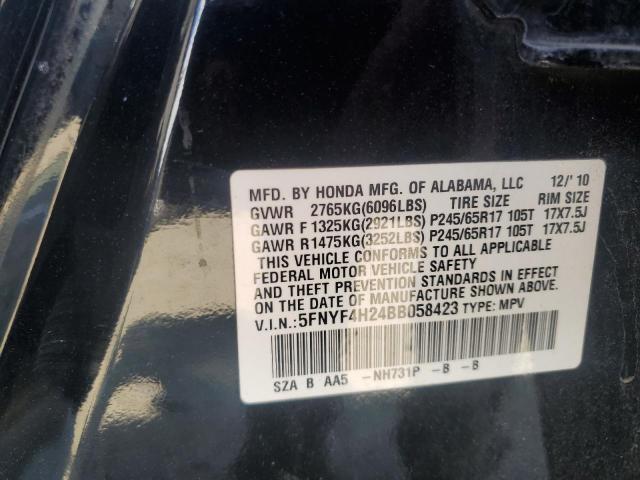 MFD. BY HONDA MFG. OF ALABAMA, LLC 12/'10
GVWR 2765KG(6096LBS) TIRE SIZE RIM SIZE
GAWR F 1325KG(2921LBS) P245/65R17 105T 17X7.5J
GAWR R1475KG(3252LBS) P245/65R17 105T 17X7.5J
THIS VEHICLE CONFORMS TO ALL APPLICABLE
FEDERAL MOTOR VEHICLE SAFETY
AND THEFT PREVENTION STANDARDS IN EFFECT
ON THE DATE OF MANUFACTURE SHOWN ABOVE.
V.I.N.:5FNYF4H24BB058423 TYPE: MPV
SZA B AA5 -NH731P -B -B